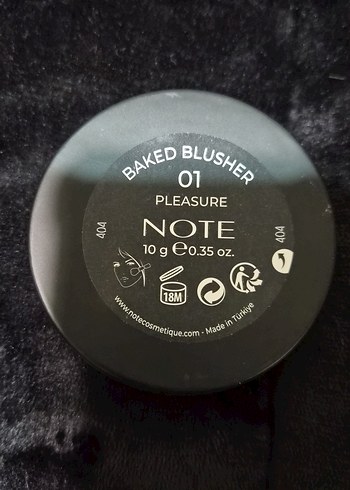 BAKED BLUSHER
01
PLEASURE
NOTE
10 g ℮0.35 oz.
404
404
18M
www.notecosmetique.com - Made in Türkiye